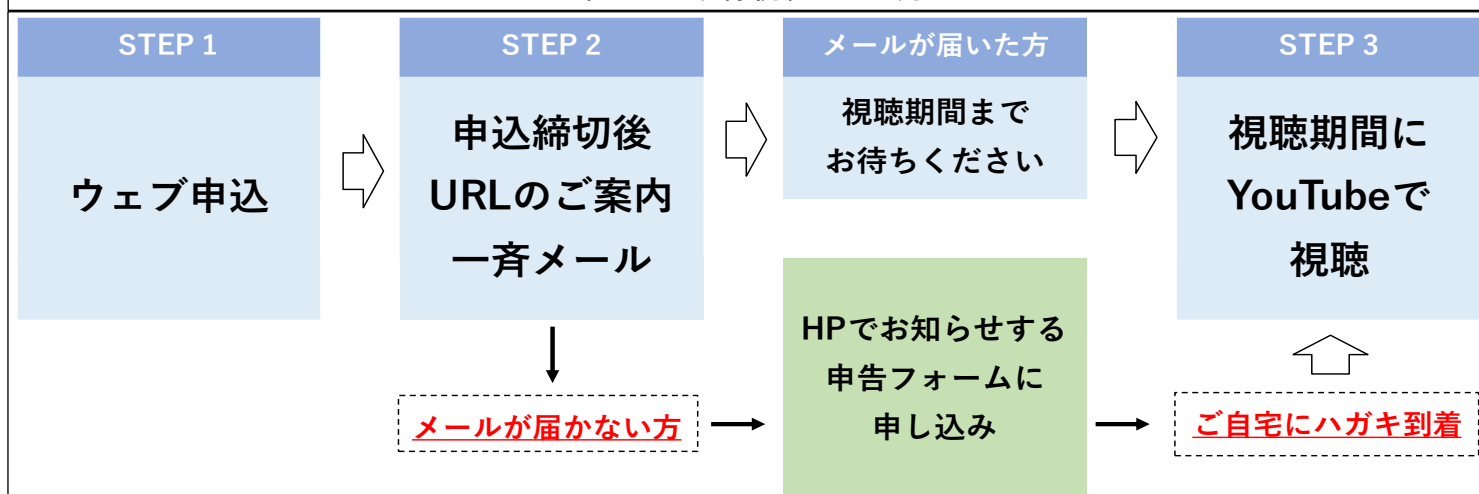 STEP 1
ウェブ申込
STEP 2
申込締切後
URLのご案内
一斉メール
メールが届いた方
視聴期間まで
お待ちください
STEP 3
視聴期間に
YouTubeで
視聴
メールが届かない方
HPでお知らせする
申告フォームに
申し込み
ご自宅にハガキ到着